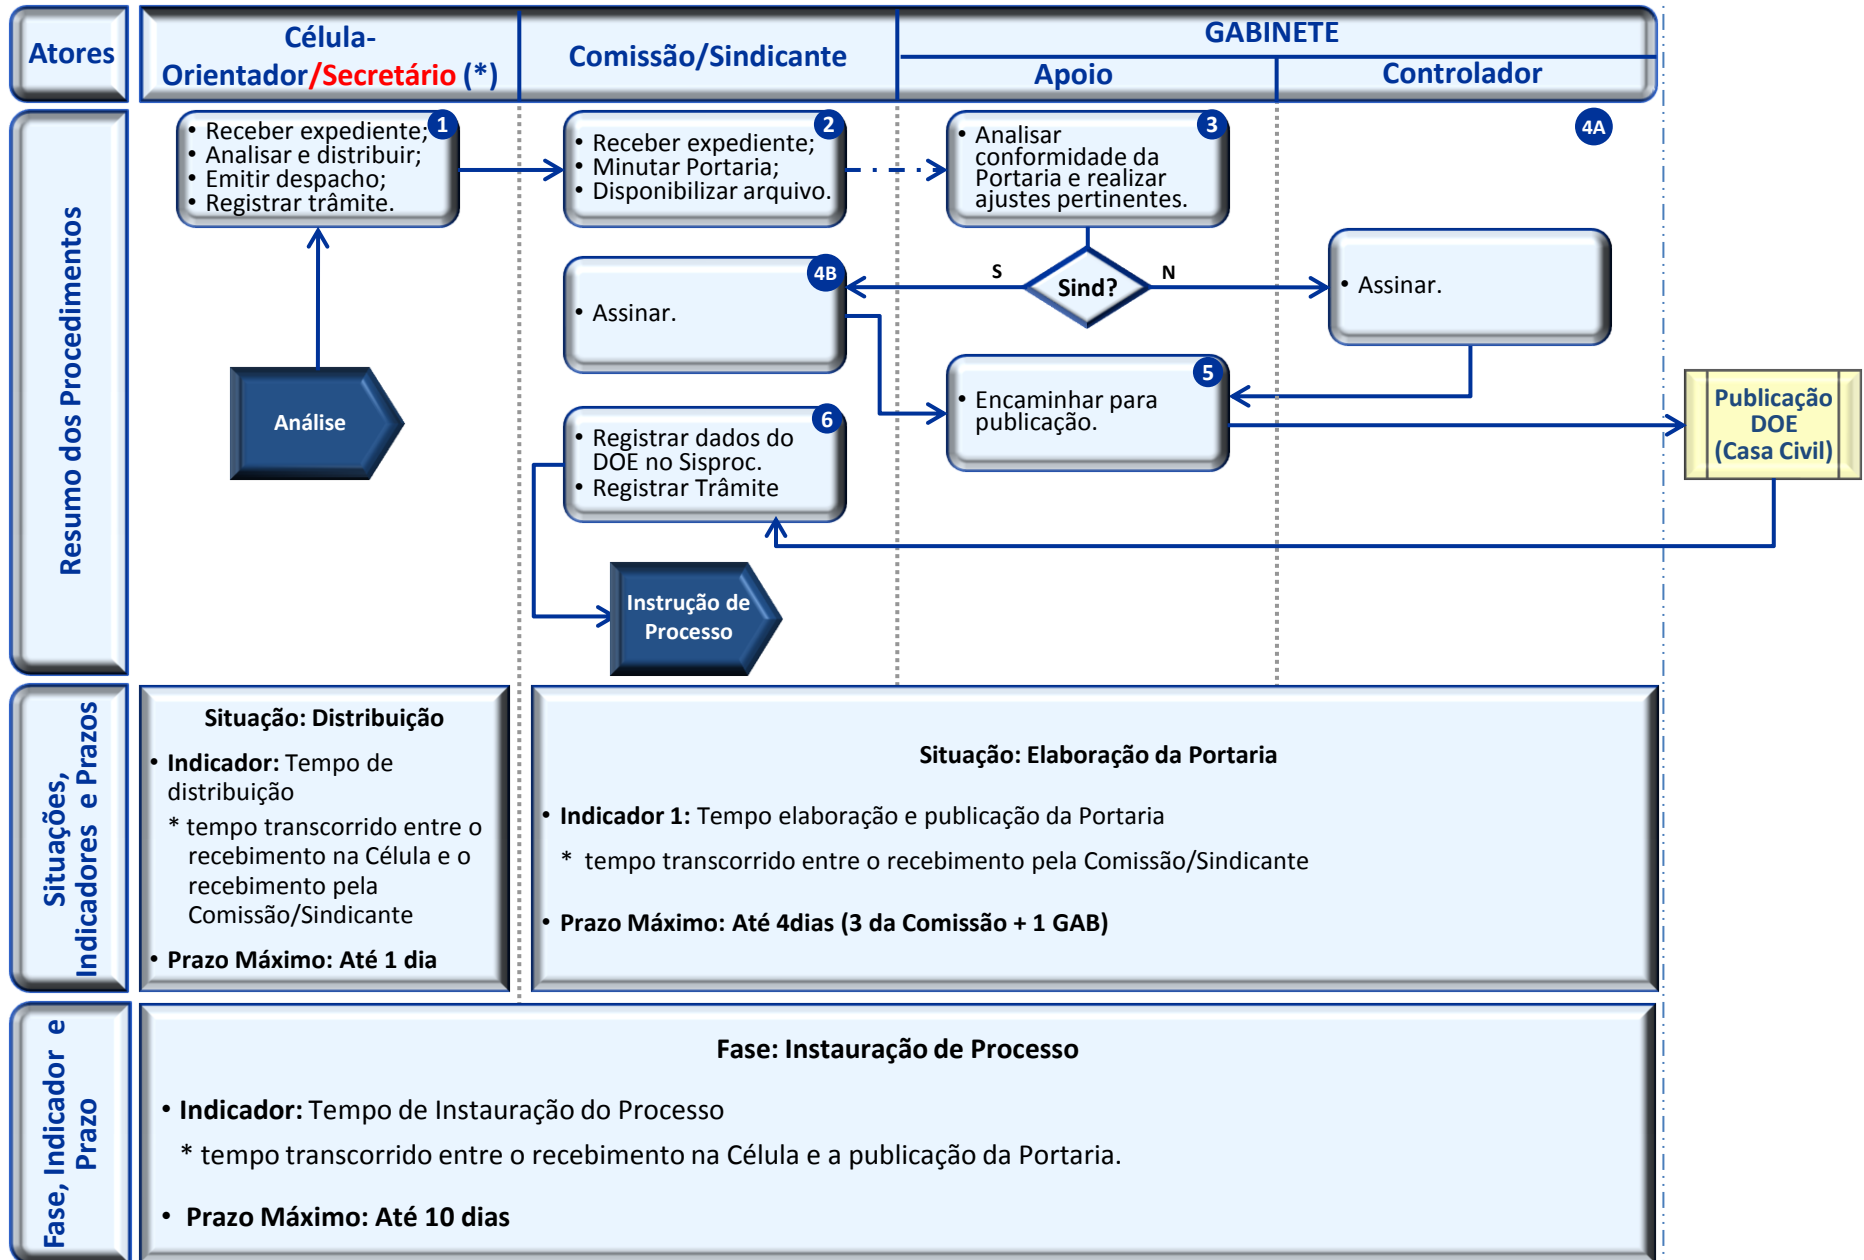 Atores
Célula-
Orientador/Secretário (*)
Comissão/Sindicante
GABINETE
Apoio
Controlador
Resumo dos Procedimentos
1
• Receber expediente;
• Analisar e distribuir;
• Emitir despacho;
• Registrar trâmite.
2
• Receber expediente;
• Minutar Portaria;
• Disponibilizar arquivo.
3
• Analisar
conformidade da
Portaria e realizar
ajustes pertinentes.
4A
4B
• Assinar.
S
Sind?
N
• Assinar.
Análise
5
• Encaminhar para
publicação.
Publicação
DOE
(Casa Civil)
6
• Registrar dados do
DOE no Sisproc.
• Registrar Trâmite
Instrução de
Processo
Situações,
Indicadores e Prazos
Situação: Distribuição
• Indicador: Tempo de
distribuição
* tempo transcorrido entre o
recebimento na Célula e o
recebimento pela
Comissão/Sindicante
• Prazo Máximo: Até 1 dia
Situação: Elaboração da Portaria
• Indicador 1: Tempo elaboração e publicação da Portaria
* tempo transcorrido entre o recebimento pela Comissão/Sindicante
• Prazo Máximo: Até 4dias (3 da Comissão + 1 GAB)
Fase, Indicador e
Prazo
Fase: Instauração de Processo
• Indicador: Tempo de Instauração do Processo
* tempo transcorrido entre o recebimento na Célula e a publicação da Portaria.
• Prazo Máximo: Até 10 dias